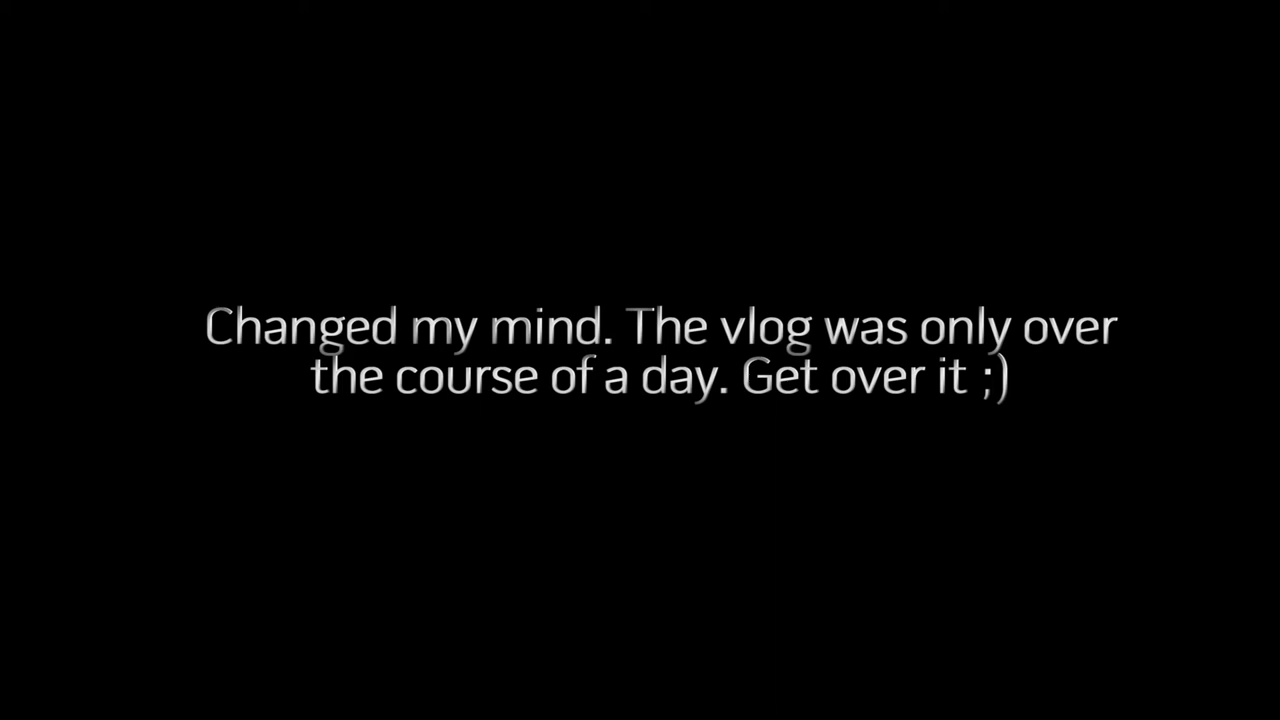 Changed my mind. The vlog was only over
the course of a day. Get over it ;)